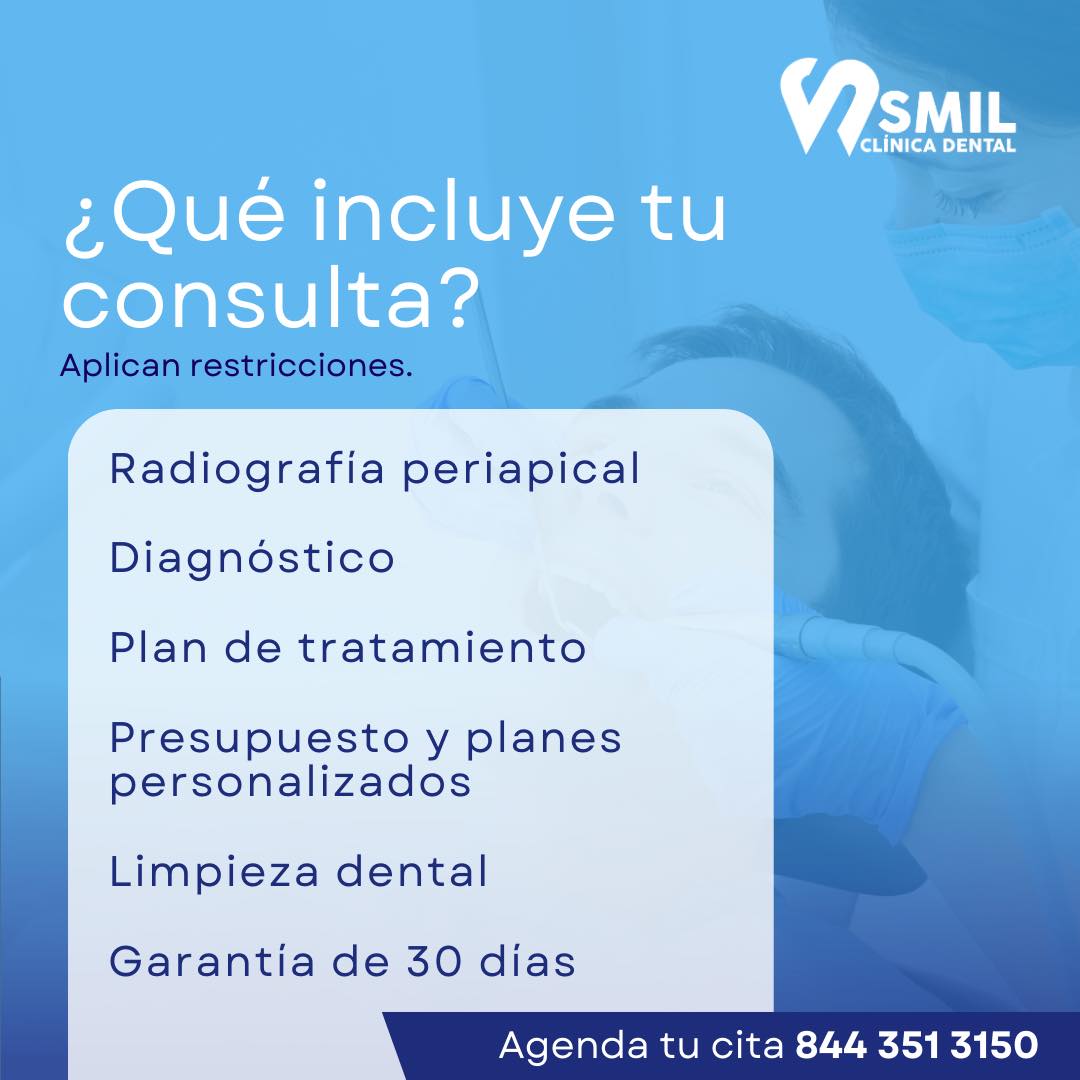 SMIL
CLÍNICA DENTAL
¿Qué incluye tu
consulta?
Aplican restricciones.
Radiografía periapical
Diagnóstico
Plan de tratamiento
Presupuesto y planes
personalizados
Limpieza dental
Garantía de 30 días
Agenda tu cita 844 351 3150